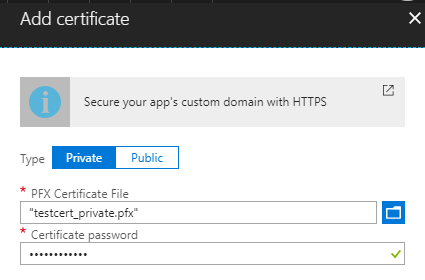 Add certificate
Secure your app's custom domain with HTTPS
Type Private Public
* PFX Certificate File
"testcert_private.pfx"
* Certificate password
••••••••••••